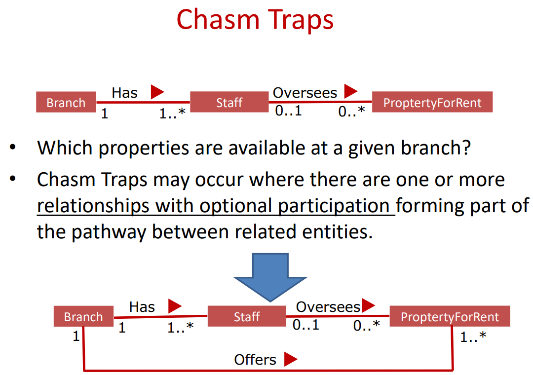 Chasm Traps
Branch Has Staff Oversees ProptertyForRent
1 1..* 0..1 0..*
• Which properties are available at a given branch?
• Chasm Traps may occur where there are one or more
relationships with optional participation forming part of
the pathway between related entities.
Branch Has Staff Oversees ProptertyForRent
1 1 1..* 0..1 0..* 1..*
Offers